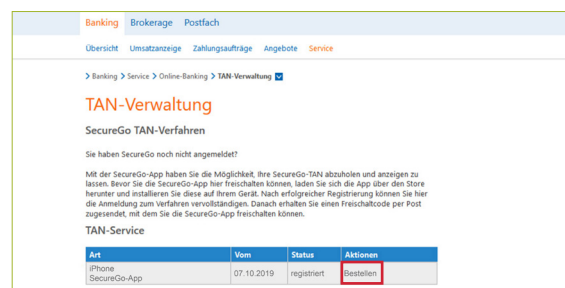 Banking Brokerage Postfach
Übersicht Umsatzanzeige Zahlungsaufträge Angebote Service
> Banking > Service > Online-Banking > TAN-Verwaltung
TAN-Verwaltung
SecureGo TAN-Verfahren
Sie haben SecureGo noch nicht angemeldet?
Mit der SecureGo-App haben Sie die Möglichkeit, Ihre SecureGo-TAN abzuholen und anzeigen zu
lassen. Bevor Sie die SecureGo-App hier freischalten können, laden Sie sich die App über den Store
herunter und installieren Sie diese auf Ihrem Gerät. Nach erfolgreicher Registrierung können Sie hier
die Anmeldung zum Verfahren vervollständigen. Danach erhalten Sie einen Freischaltcode per Post
zugesendet, mit dem Sie die SecureGo-App freischalten können.
TAN-Service
Art Vom Status Aktionen
iPhone
SecureGo-App 07.10.2019 registriert Bestellen